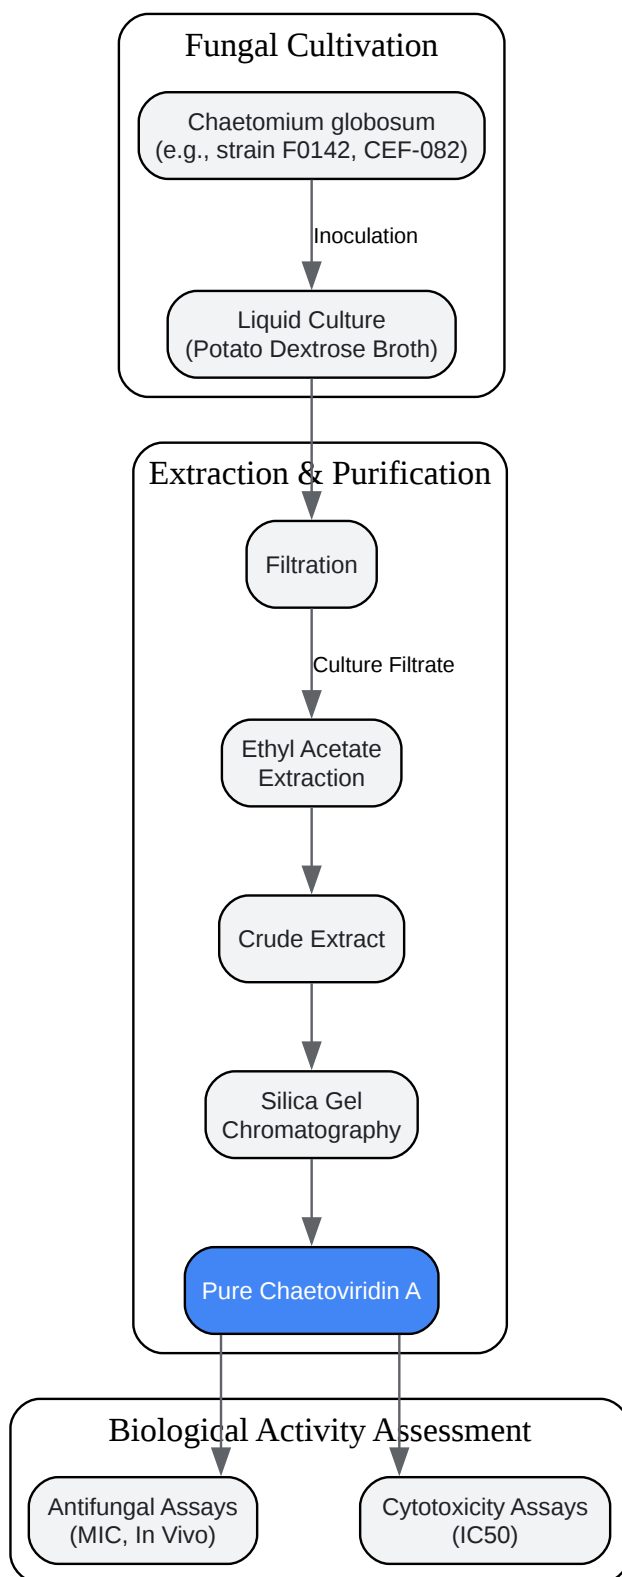 Fungal Cultivation
Chaetomium globosum
(e.g., strain F0142, CEF-082)
Inoculation
Liquid Culture
(Potato Dextrose Broth)
Extraction & Purification
Filtration
Culture Filtrate
Ethyl Acetate
Extraction
Crude Extract
Silica Gel
Chromatography
Pure Chaetoviridin A
Biological Activity Assessment
Antifungal Assays
(MIC, In Vivo)
Cytotoxicity Assays
(IC50)